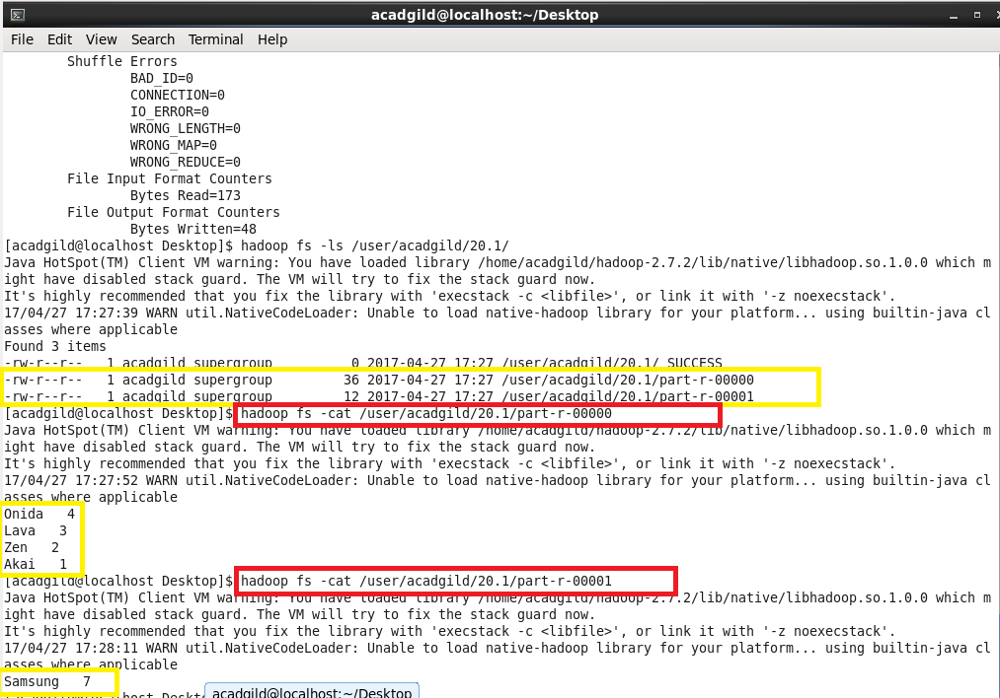 acadgild@localhost:~/Desktop
File Edit View Search Terminal Help
Shuffle Errors
BAD_ID=0
CONNECTION=0
IO_ERROR=0
WRONG_LENGTH=0
WRONG_MAP=0
WRONG_REDUCE=0
File Input Format Counters
Bytes Read=173
File Output Format Counters
Bytes Written=48
[acadgild@localhost Desktop]$ hadoop fs -ls /user/acadgild/20.1/
Java HotSpot(TM) Client VM warning: You have loaded library /home/acadgild/hadoop-2.7.2/lib/native/libhadoop.so.1.0.0 which m
ight have disabled stack guard. The VM will try to fix the stack guard now.
It's highly recommended that you fix the library with 'execstack -c <libfile>', or link it with '-z noexecstack'.
17/04/27 17:27:39 WARN util.NativeCodeLoader: Unable to load native-hadoop library for your platform... using builtin-java cl
asses where applicable
Found 3 items
-rw-r--r-- 1 acadgild supergroup 0 2017-04-27 17:27 /user/acadgild/20.1/_SUCCESS
-rw-r--r-- 1 acadgild supergroup 36 2017-04-27 17:27 /user/acadgild/20.1/part-r-00000
-rw-r--r-- 1 acadgild supergroup 12 2017-04-27 17:27 /user/acadgild/20.1/part-r-00001
[acadgild@localhost Desktop]$ hadoop fs -cat /user/acadgild/20.1/part-r-00000
Java HotSpot(TM) Client VM warning: You have loaded library /home/acadgild/hadoop-2.7.2/lib/native/libhadoop.so.1.0.0 which m
ight have disabled stack guard. The VM will try to fix the stack guard now.
It's highly recommended that you fix the library with 'execstack -c <libfile>', or link it with '-z noexecstack'.
17/04/27 17:27:52 WARN util.NativeCodeLoader: Unable to load native-hadoop library for your platform... using builtin-java cl
asses where applicable
Onida 4
Lava 3
Zen 2
Akai 1
[acadgild@localhost Desktop]$ hadoop fs -cat /user/acadgild/20.1/part-r-00001
Java HotSpot(TM) Client VM warning: You have loaded library /home/acadgild/hadoop-2.7.2/lib/native/libhadoop.so.1.0.0 which m
ight have disabled stack guard. The VM will try to fix the stack guard now.
It's highly recommended that you fix the library with 'execstack -c <libfile>', or link it with '-z noexecstack'.
17/04/27 17:28:11 WARN util.NativeCodeLoader: Unable to load native-hadoop library for your platform... using builtin-java cl
asses where applicable
Samsung 7
acadgild@localhost:~/Desktop